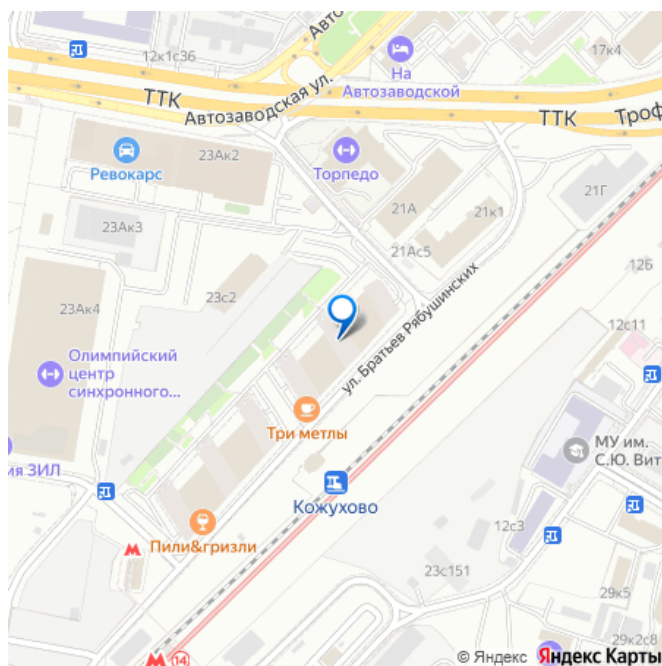 12к1с36
Авто
17к4
На
Автозаводской
ТТК
Автозаводская ул.
ТТК
Троф
23Ак2
Ревокарс
Торпедо
21Г
21А
21к1
23Ак3
21Ас5
12Б
23с2
23Ак4
ул. Братьев Рябушинских
12с11
Олимпийский
центр
синхронного...
Три метлы
МУ им.
С.Ю. Вит
ия ЗИЛ
Кожухово
Пили&гризли
12с3
23с151
29к5
29к2с8
14
© Яндекс Яндекс Карты